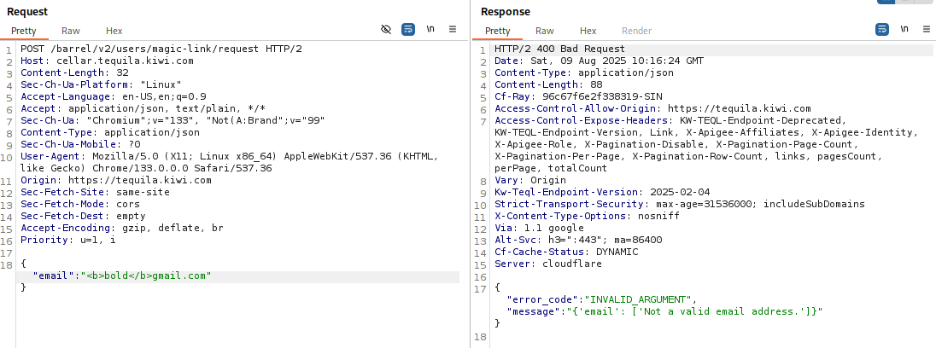 Request
Pretty Raw Hex \n
1 POST /barrel/v2/users/magic-link/request HTTP/2
2 Host: cellar.tequila.kiwi.com
3 Content-Length: 32
4 Sec-Ch-Ua-Platform: "Linux"
5 Accept-Language: en-US,en;q=0.9
6 Accept: application/json, text/plain, */*
7 Sec-Ch-Ua: "Chromium";v="133", "Not(A:Brand";v="99"
8 Content-Type: application/json
9 Sec-Ch-Ua-Mobile: ?0
10 User-Agent: Mozilla/5.0 (X11; Linux x86_64) AppleWebKit/537.36 (KHTML,
like Gecko) Chrome/133.0.0.0 Safari/537.36
11 Origin: https://tequila.kiwi.com
12 Sec-Fetch-Site: same-site
13 Sec-Fetch-Mode: cors
14 Sec-Fetch-Dest: empty
15 Accept-Encoding: gzip, deflate, br
16 Priority: u=1, i
17
18 {
"email":"<b>bold</b>gmail.com"
}
Response
Pretty Raw Hex Render \n
1 HTTP/2 400 Bad Request
2 Date: Sat, 09 Aug 2025 10:16:24 GMT
3 Content-Type: application/json
4 Content-Length: 88
5 Cf-Ray: 96c67f6e2f338319-SIN
6 Access-Control-Allow-Origin: https://tequila.kiwi.com
7 Access-Control-Expose-Headers: KW-TEQL-Endpoint-Deprecated,
KW-TEQL-Endpoint-Version, Link, X-Apigee-Affiliates, X-Apigee-Identity,
X-Apigee-Role, X-Pagination-Disable, X-Pagination-Page-Count,
X-Pagination-Per-Page, X-Pagination-Row-Count, links, pagesCount,
perPage, totalCount
8 Vary: Origin
9 Kw-Teql-Endpoint-Version: 2025-02-04
10 Strict-Transport-Security: max-age=31536000; includeSubDomains
11 X-Content-Type-Options: nosniff
12 Via: 1.1 google
13 Alt-Svc: h3=":443"; ma=86400
14 Cf-Cache-Status: DYNAMIC
15 Server: cloudflare
16
17 {
"error_code":"INVALID_ARGUMENT",
"message":"{'email': ['Not a valid email address.']}"
}
18